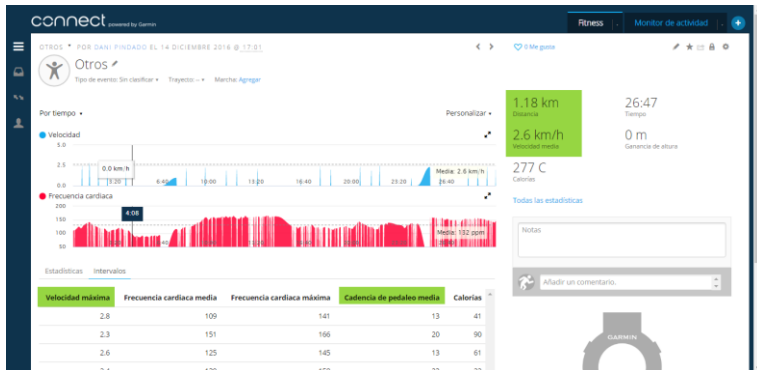 connect powered by Garmin
Fitness
Monitor de actividad
OTROS POR DANI PINDADO EL 14 DICIEMBRE 2016 @ 17:01
Otros
Tipo de evento: Sin clasificar Trayecto: -- Marcha: Agregar
0 Me gusta
Por tiempo
Personalizar
Velocidad
5.0
2.5
0.0
0.0 km/h
Media: 2.6 km/h
3:20 6:40 10:00 13:20 16:40 20:00 23:20 26:40
Frecuencia cardiaca
200
150
100
50
4:08
Media: 132 ppm
1.18 km
Distancia
26:47
Tiempo
2.6 km/h
Velocidad media
0 m
Ganancia de altura
277 C
Calorías
Todas las estadísticas
Notas
Añadir un comentario.
GARMIN
Estadísticas Intervalos
Velocidad máxima Frecuencia cardiaca media Frecuencia cardiaca máxima Cadencia de pedaleo media Calorías
2.8 109 141 13 41
2.3 151 166 20 90
2.6 125 145 13 61